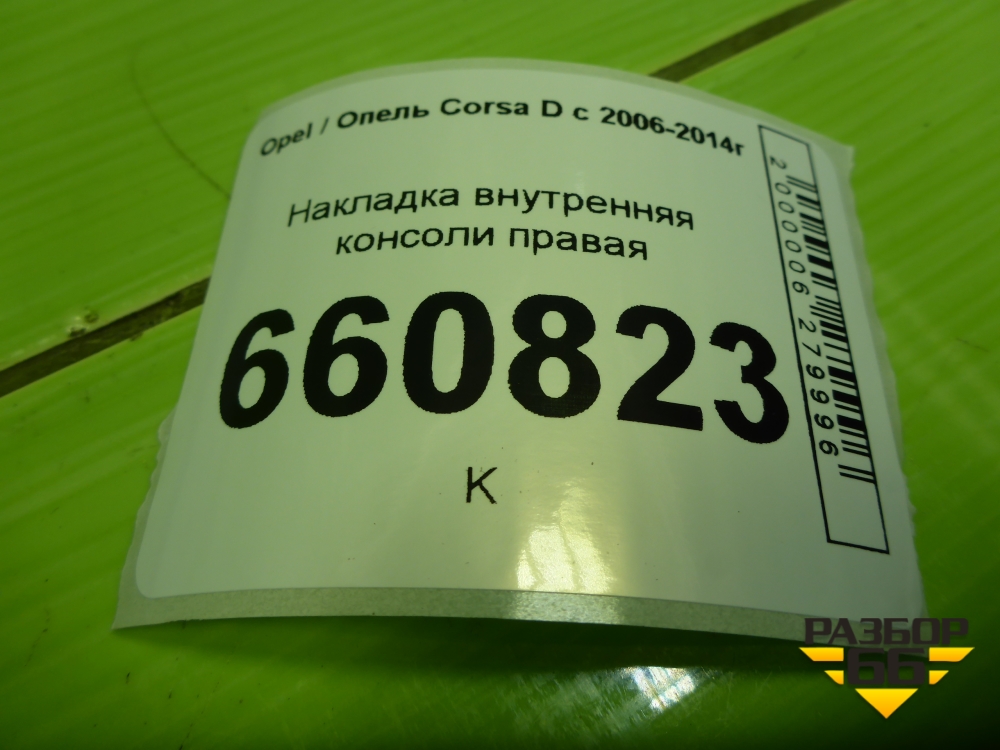 Opel / Опель Corsa D с 2006-2014г
Накладка внутренняя
консоли правая
660823
К
2000006279996
РАЗБОР
66